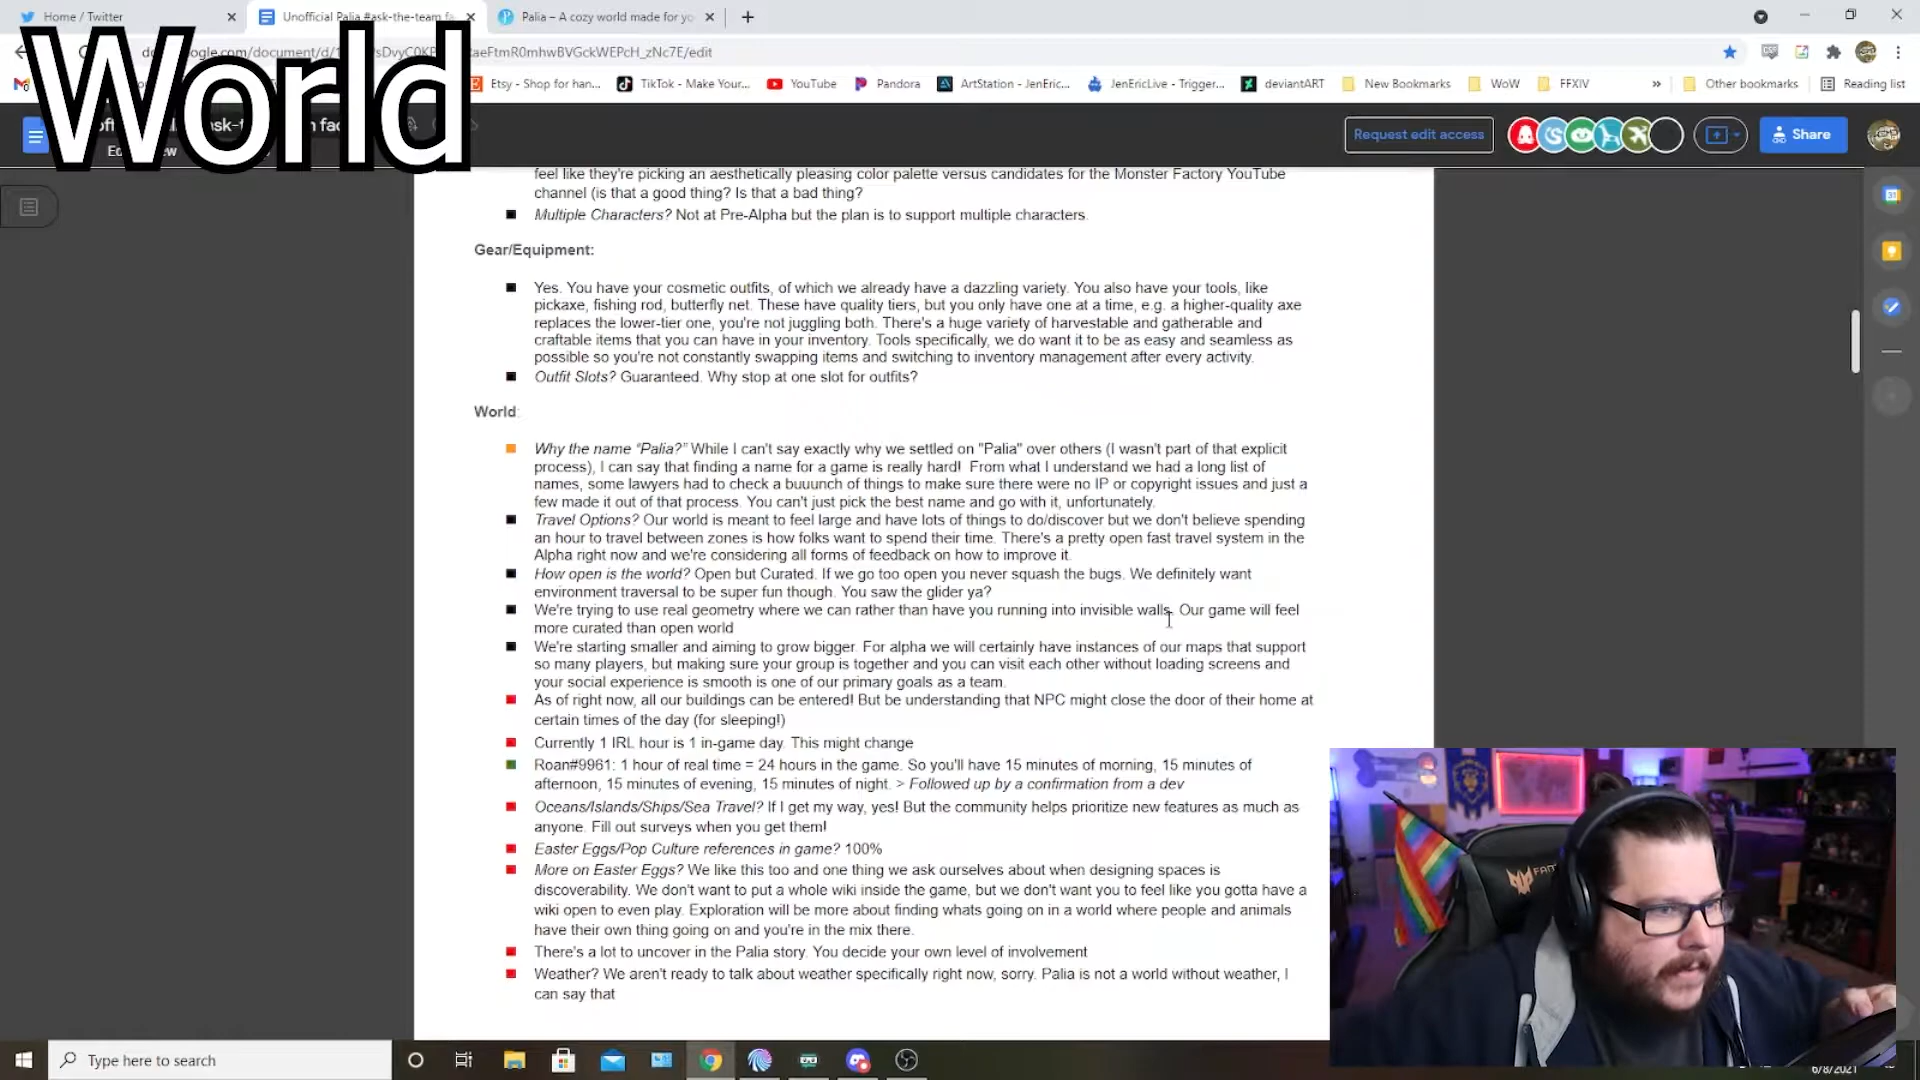 Home / Twitter
Unofficial Palia #ask-the-team fa
Palia – A cozy world made for yo
World
gle.com/document/d/
aeFtmR0mhwBVGckWEPcH_zNc7E/edit
Etsy - Shop for han...
TikTok - Make Your...
YouTube
Pandora
ArtStation - JenEric...
JenEricLive - Trigger...
deviantART
New Bookmarks
WoW
FFXIV
»
Other bookmarks
Reading list
Request edit access
Share
feel like they're picking an aesthetically pleasing color palette versus candidates for the Monster Factory YouTube
channel (is that a good thing? Is that a bad thing?
Multiple Characters? Not at Pre-Alpha but the plan is to support multiple characters.
Gear/Equipment:
Yes. You have your cosmetic outfits, of which we already have a dazzling variety. You also have your tools, like
pickaxe, fishing rod, butterfly net. These have quality tiers, but you only have one at a time, e.g. a higher-quality axe
replaces the lower-tier one, you're not juggling both. There's a huge variety of harvestable and gatherable and
craftable items that you can have in your inventory. Tools specifically, we do want it to be as easy and seamless as
possible so you're not constantly swapping items and switching to inventory management after every activity.
Outfit Slots? Guaranteed. Why stop at one slot for outfits?
World:
Why the name “Palia?” While I can't say exactly why we settled on "Palia" over others (I wasn't part of that explicit
process), I can say that finding a name for a game is really hard! From what I understand we had a long list of
names, some lawyers had to check a buuunch of things to make sure there were no IP or copyright issues and just a
few made it out of that process. You can't just pick the best name and go with it, unfortunately.
Travel Options? Our world is meant to feel large and have lots of things to do/discover but we don't believe spending
an hour to travel between zones is how folks want to spend their time. There's a pretty open fast travel system in the
Alpha right now and we're considering all forms of feedback on how to improve it.
How open is the world? Open but Curated. If we go too open you never squash the bugs. We definitely want
environment traversal to be super fun though. You saw the glider ya?
We're trying to use real geometry where we can rather than have you running into invisible walls. Our game will feel
more curated than open world
We're starting smaller and aiming to grow bigger. For alpha we will certainly have instances of our maps that support
so many players, but making sure your group is together and you can visit each other without loading screens and
your social experience is smooth is one of our primary goals as a team.
As of right now, all our buildings can be entered! But be understanding that NPC might close the door of their home at
certain times of the day (for sleeping!)
Currently 1 IRL hour is 1 in-game day. This might change
Roan#9961: 1 hour of real time = 24 hours in the game. So you'll have 15 minutes of morning, 15 minutes of
afternoon, 15 minutes of evening, 15 minutes of night. > Followed up by a confirmation from a dev
Oceans/Islands/Ships/Sea Travel? If I get my way, yes! But the community helps prioritize new features as much as
anyone. Fill out surveys when you get them!
Easter Eggs/Pop Culture references in game? 100%
More on Easter Eggs? We like this too and one thing we ask ourselves about when designing spaces is
discoverability. We don't want to put a whole wiki inside the game, but we don't want you to feel like you gotta have a
wiki open to even play. Exploration will be more about finding whats going on in a world where people and animals
have their own thing going on and you're in the mix there.
There's a lot to uncover in the Palia story. You decide your own level of involvement
Weather? We aren't ready to talk about weather specifically right now, sorry. Palia is not a world without weather, I
can say that
Type here to search
6/8/2021